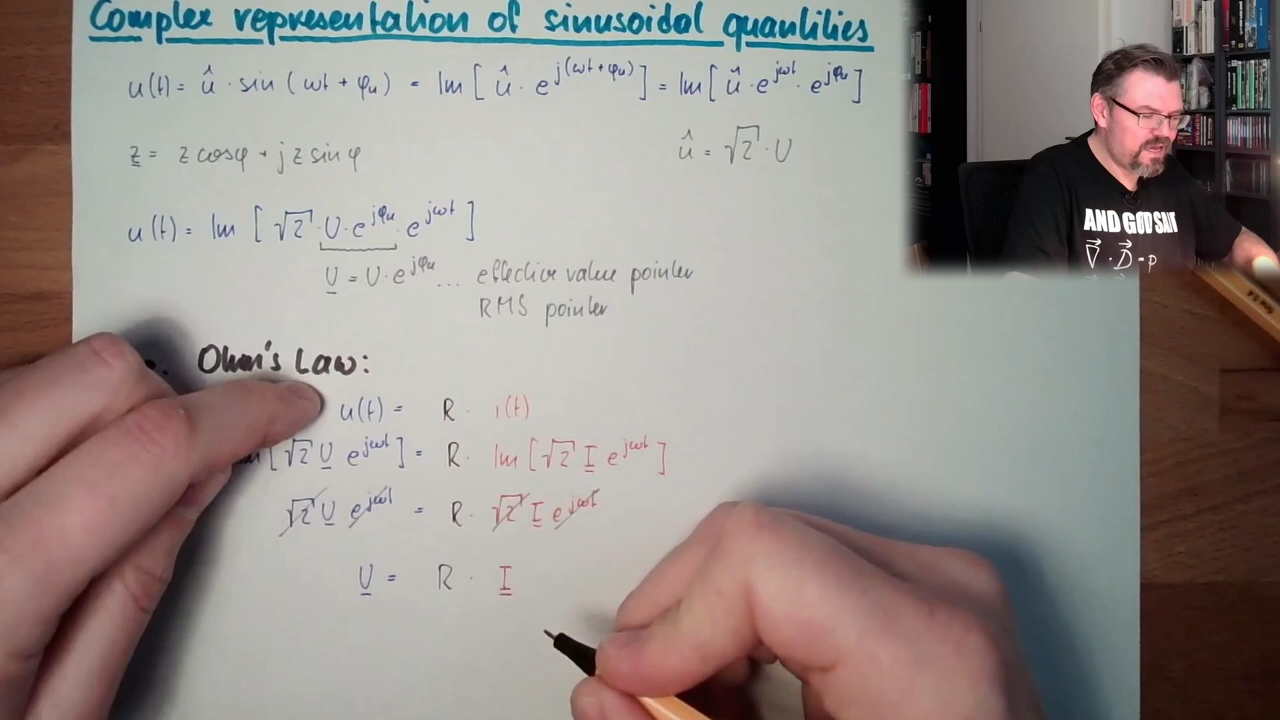 Complex representation of sinusoidal quantities
u(t) = û · sin (ωt + φᵤ) = Im [ û · e^{j(ωt+φᵤ)} ] = Im [ û · e^{jωt} · e^{jφᵤ} ]
z̲ = z cosφ + j z sinφ
û = √2 · U
u(t) = Im [ √2 · U · e^{jφᵤ} · e^{jωt} ]
U̲ = U · e^{jφᵤ} ... effective value pointer
RMS pointer
Ohm's Law:
u(t) = R · i(t)
[ √2 U̲ e^{jωt} ] = R · Im [ √2 I̲ e^{jωt} ]
√2 U̲ e^{jωt} = R · √2 I̲ e^{jωt}
U̲ = R · I̲
AND GOD SAID
∇⃗ · D⃗ = ρ